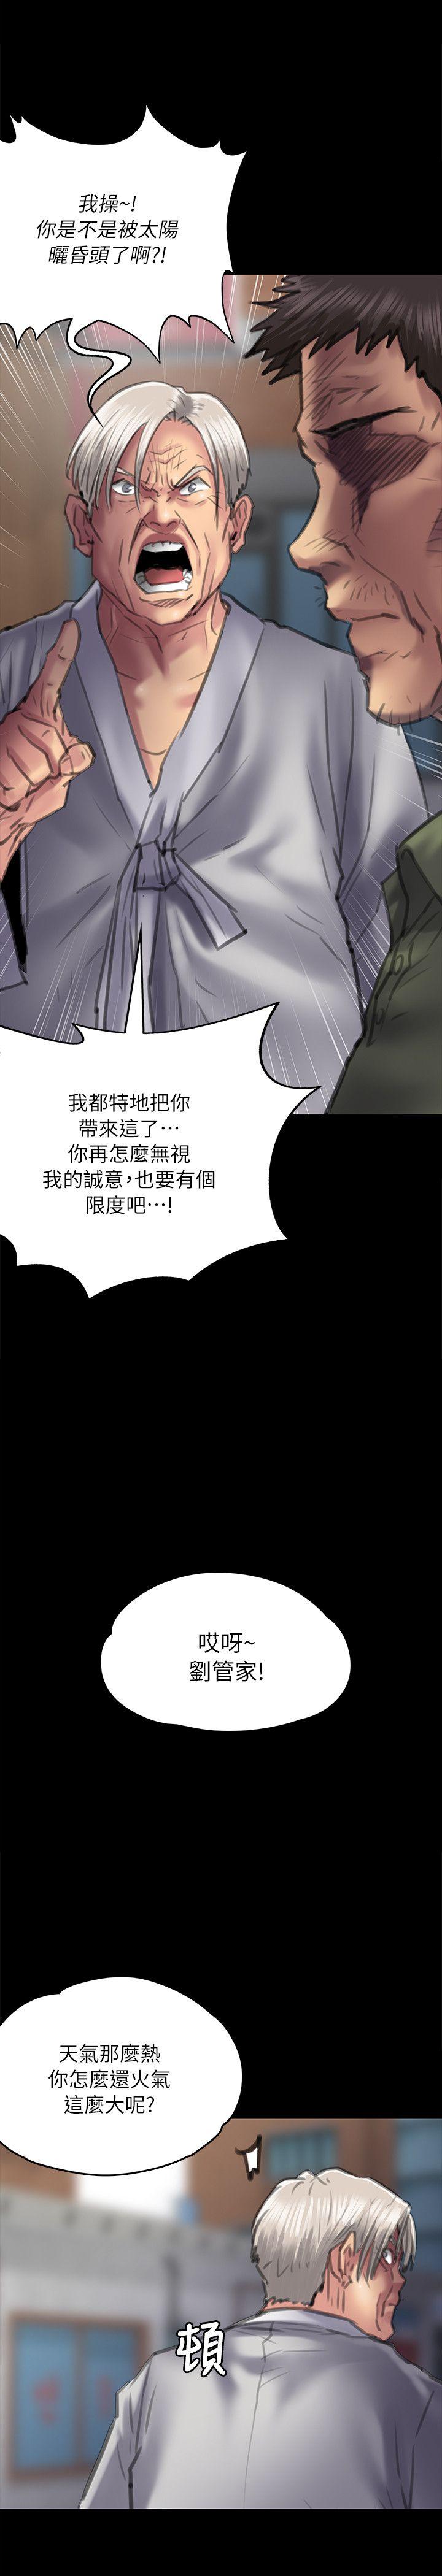 我操~!
你是不是被太陽
曬昏頭了啊?!
我都特地把你
帶來這了…
你再怎麼無視
我的誠意，也要有個
限度吧…!
哎呀~
劉管家!
天氣那麼熱
你怎麼還火氣
這麼大呢?
頓